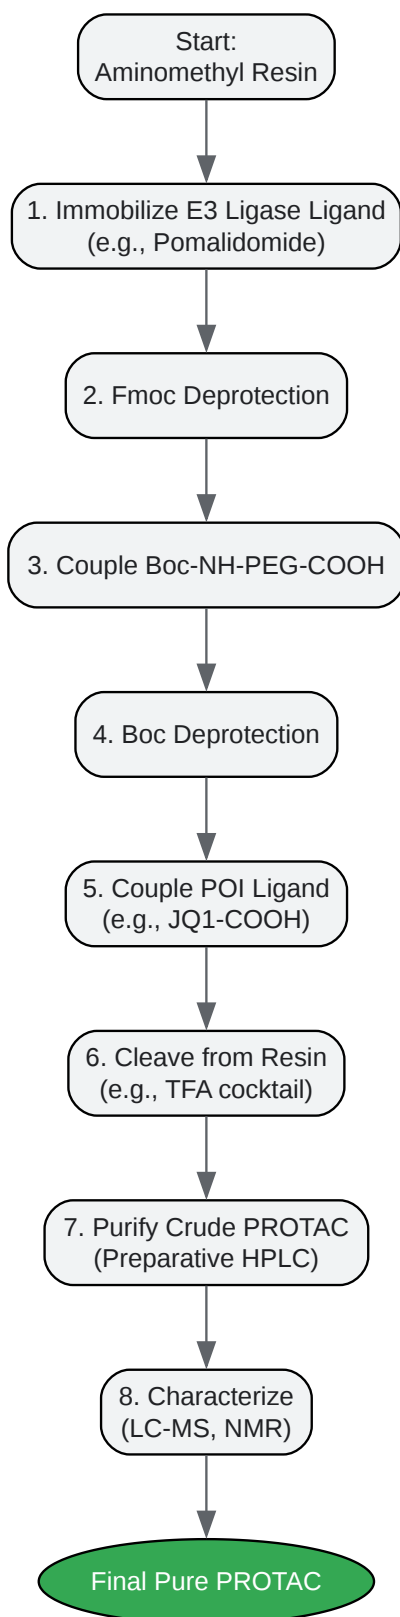 Start:
Aminomethyl Resin
1. Immobilize E3 Ligase Ligand
(e.g., Pomalidomide)
2. Fmoc Deprotection
3. Couple Boc-NH-PEG-COOH
4. Boc Deprotection
5. Couple POI Ligand
(e.g., JQ1-COOH)
6. Cleave from Resin
(e.g., TFA cocktail)
7. Purify Crude PROTAC
(Preparative HPLC)
8. Characterize
(LC-MS, NMR)
Final Pure PROTAC